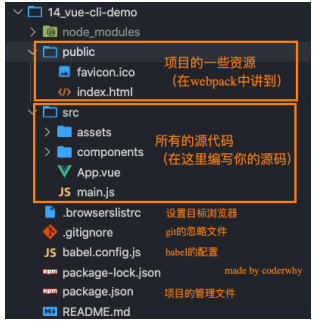 14_vue-cli-demo
node_modules
public
favicon.ico
index.html
项目的一些资源
（在webpack中讲到）
src
assets
components
App.vue
JS main.js
所有的源代码
（在这里编写你的源码）
.browserslistrc 设置目标浏览器
.gitignore git的忽略文件
JS babel.config.js babel的配置
npm package-lock.json made by coderwhy
npm package.json 项目的管理文件
README.md